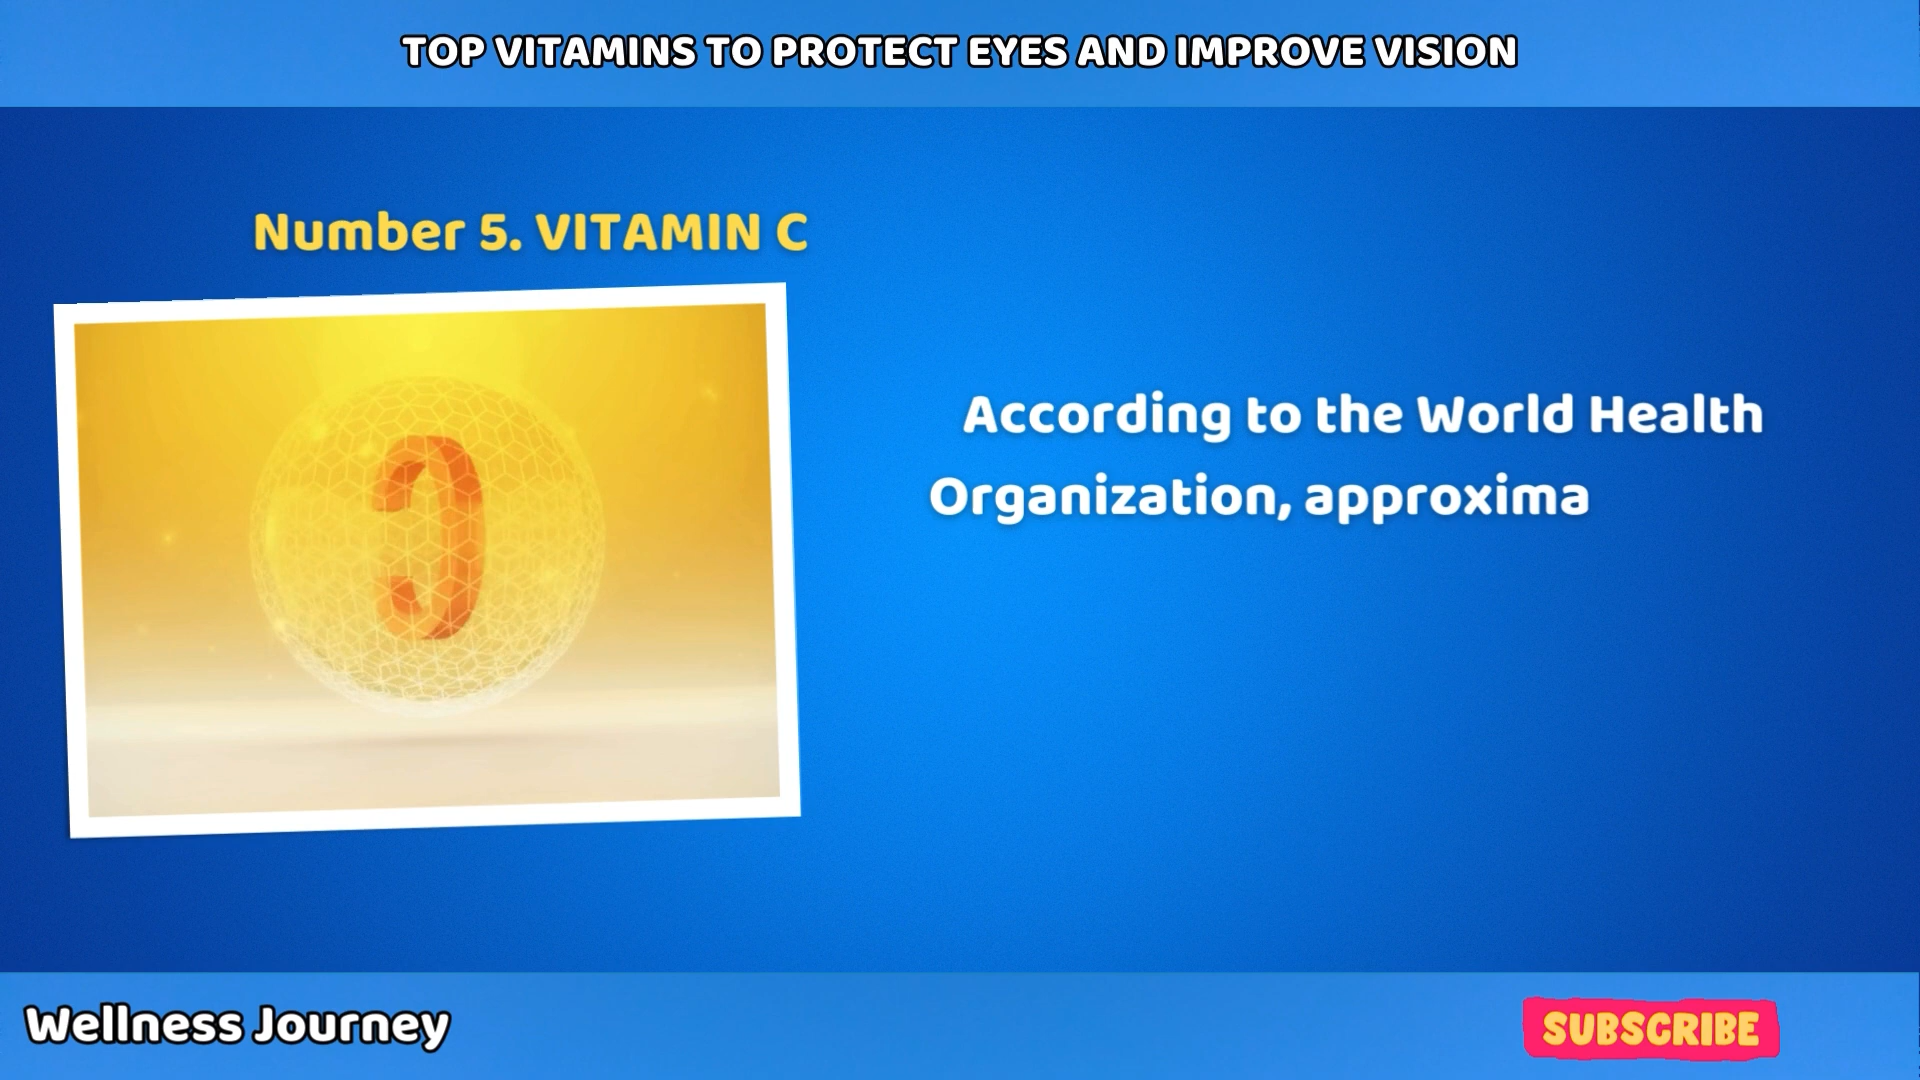 TOP VITAMINS TO PROTECT EYES AND IMPROVE VISION
Number 5. VITAMIN C
C
According to the World Health
Organization, approxima
Wellness Journey
SUBSCRIBE